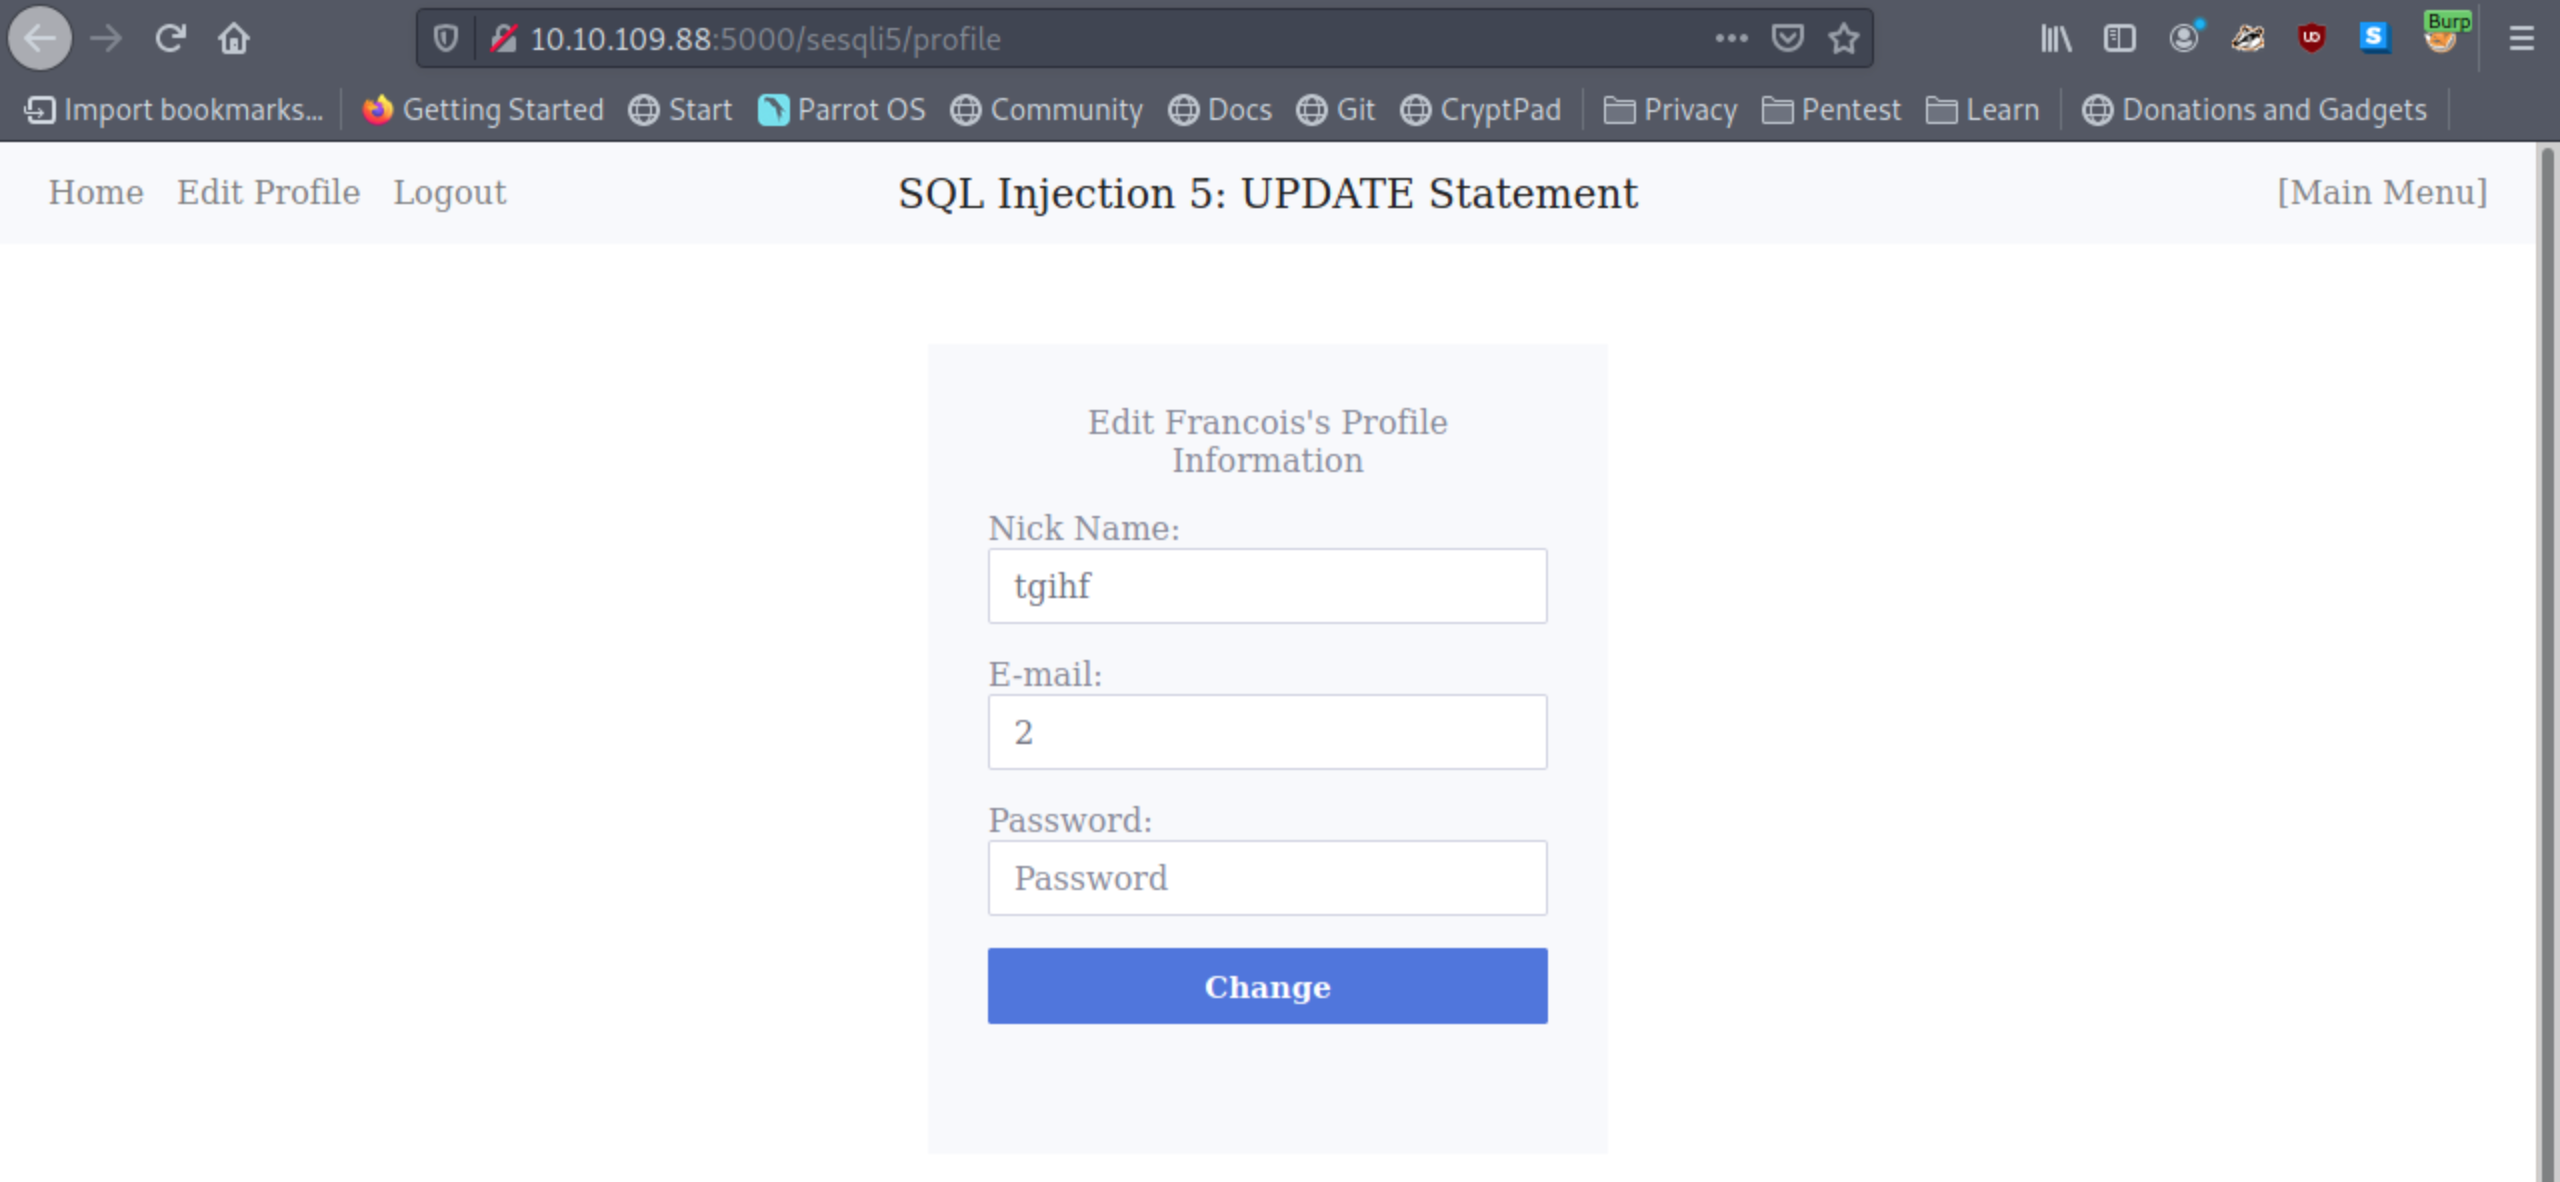 10.10.109.88:5000/sesqli5/profile
Burp
Import bookmarks... Getting Started Start Parrot OS Community Docs Git CryptPad Privacy Pentest Learn Donations and Gadgets
Home Edit Profile Logout SQL Injection 5: UPDATE Statement [Main Menu]
Edit Francois's Profile
Information
Nick Name:
tgihf
E-mail:
2
Password:
Password
Change